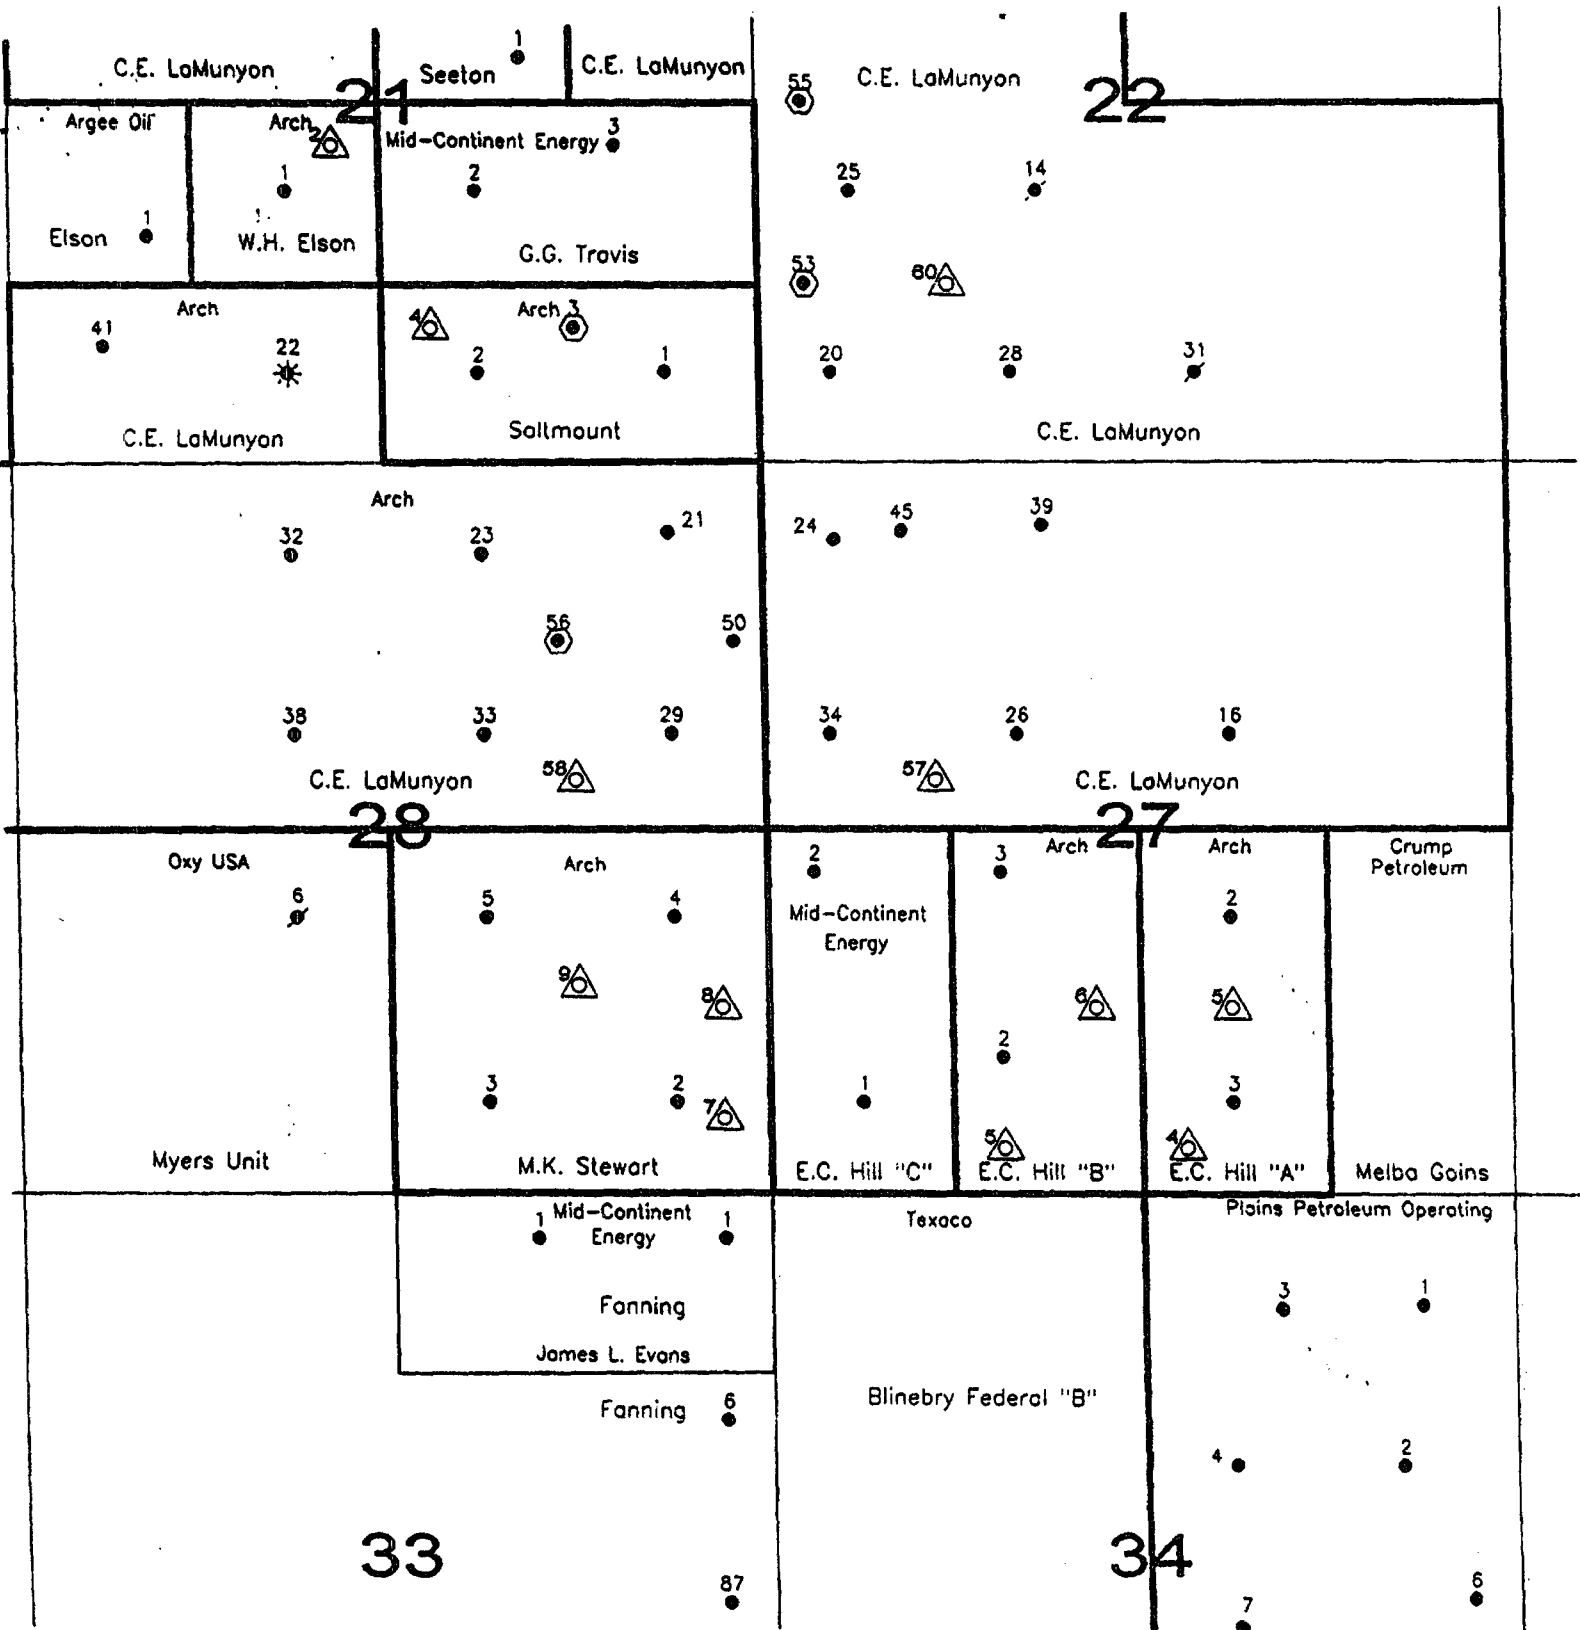 1
C.E. LaMunyon
Seeton
C.E. LaMunyon
C.E. LaMunyon
21
55
22
Argee Oil
Arch
2
Mid-Continent Energy
3
1
2
25
14
1
Elson
W.H. Elson
G.G. Travis
53
60
Arch
4
Arch
3
41
22
2
1
20
28
31
C.E. LaMunyon
Saltmount
C.E. LaMunyon
Arch
32
23
21
24
45
39
56
50
38
33
29
34
26
16
C.E. LaMunyon
58
57
C.E. LaMunyon
28
27
Oxy USA
Arch
2
3
Arch
Arch
Crump
Petroleum
6
5
4
Mid-Continent
Energy
2
9
8
6
5
2
3
2
7
1
3
5
4
Myers Unit
M.K. Stewart
E.C. Hill "C"
E.C. Hill "B"
E.C. Hill "A"
Melba Goins
1
Mid-Continent
Energy
1
Texaco
Plains Petroleum Operating
Fanning
3
1
James L. Evans
Fanning
6
Blinebry Federal "B"
4
2
33
34
87
7
6